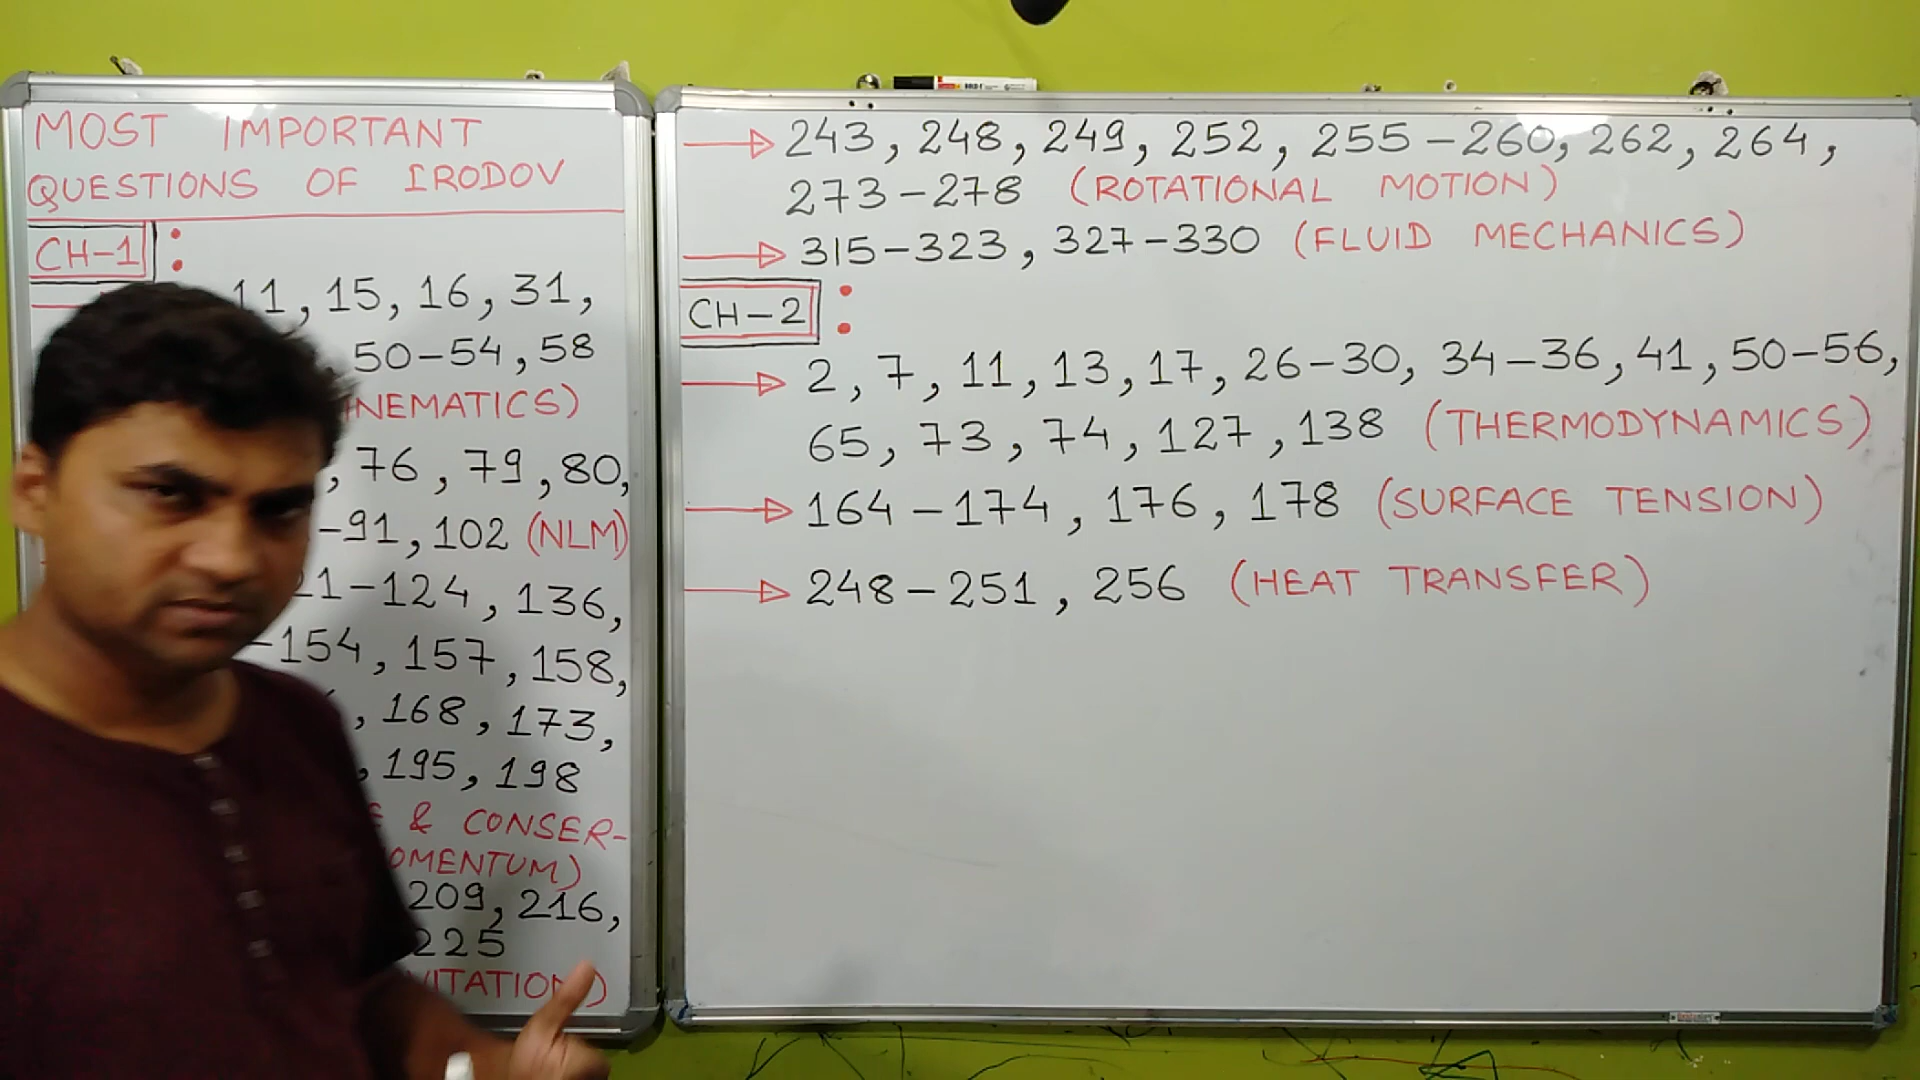 MOST IMPORTANT
QUESTIONS OF IRODOV
CH-1 :
11, 15, 16, 31,
50-54, 58
NEMATICS)
, 76, 79, 80,
-91, 102 (NLM)
21-124, 136,
-154, 157, 158,
, 168, 173,
, 195, 198
& CONSER-
OMENTUM)
209, 216,
225
VITATION)
→ 243, 248, 249, 252, 255-260, 262, 264,
273-278 (ROTATIONAL MOTION)
→ 315-323, 327-330 (FLUID MECHANICS)
CH-2 :
→ 2, 7, 11, 13, 17, 26-30, 34-36, 41, 50-56,
65, 73, 74, 127, 138 (THERMODYNAMICS)
→ 164-174, 176, 178 (SURFACE TENSION)
→ 248-251, 256 (HEAT TRANSFER)